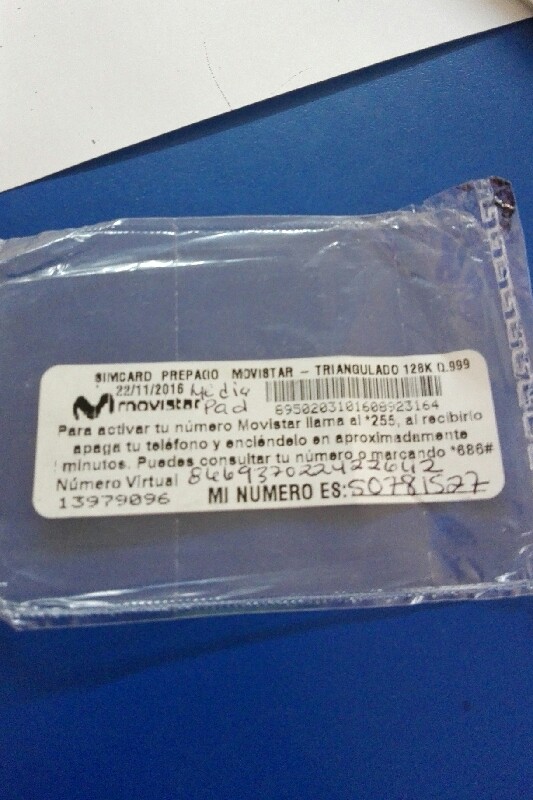 SIMCARD PREPAGO MOVISTAR - TRIANGULADO 128K Q.999
22/11/2016 Media
movistar Pad 8950203101608923164
Para activar tu número Movistar llama al *255, al recibirlo
apaga tu teléfono y enciéndelo en aproximadamente
minutos. Puedes consultar tu número o marcando *686#
Número Virtual
13979096 MI NUMERO ES: 50781527